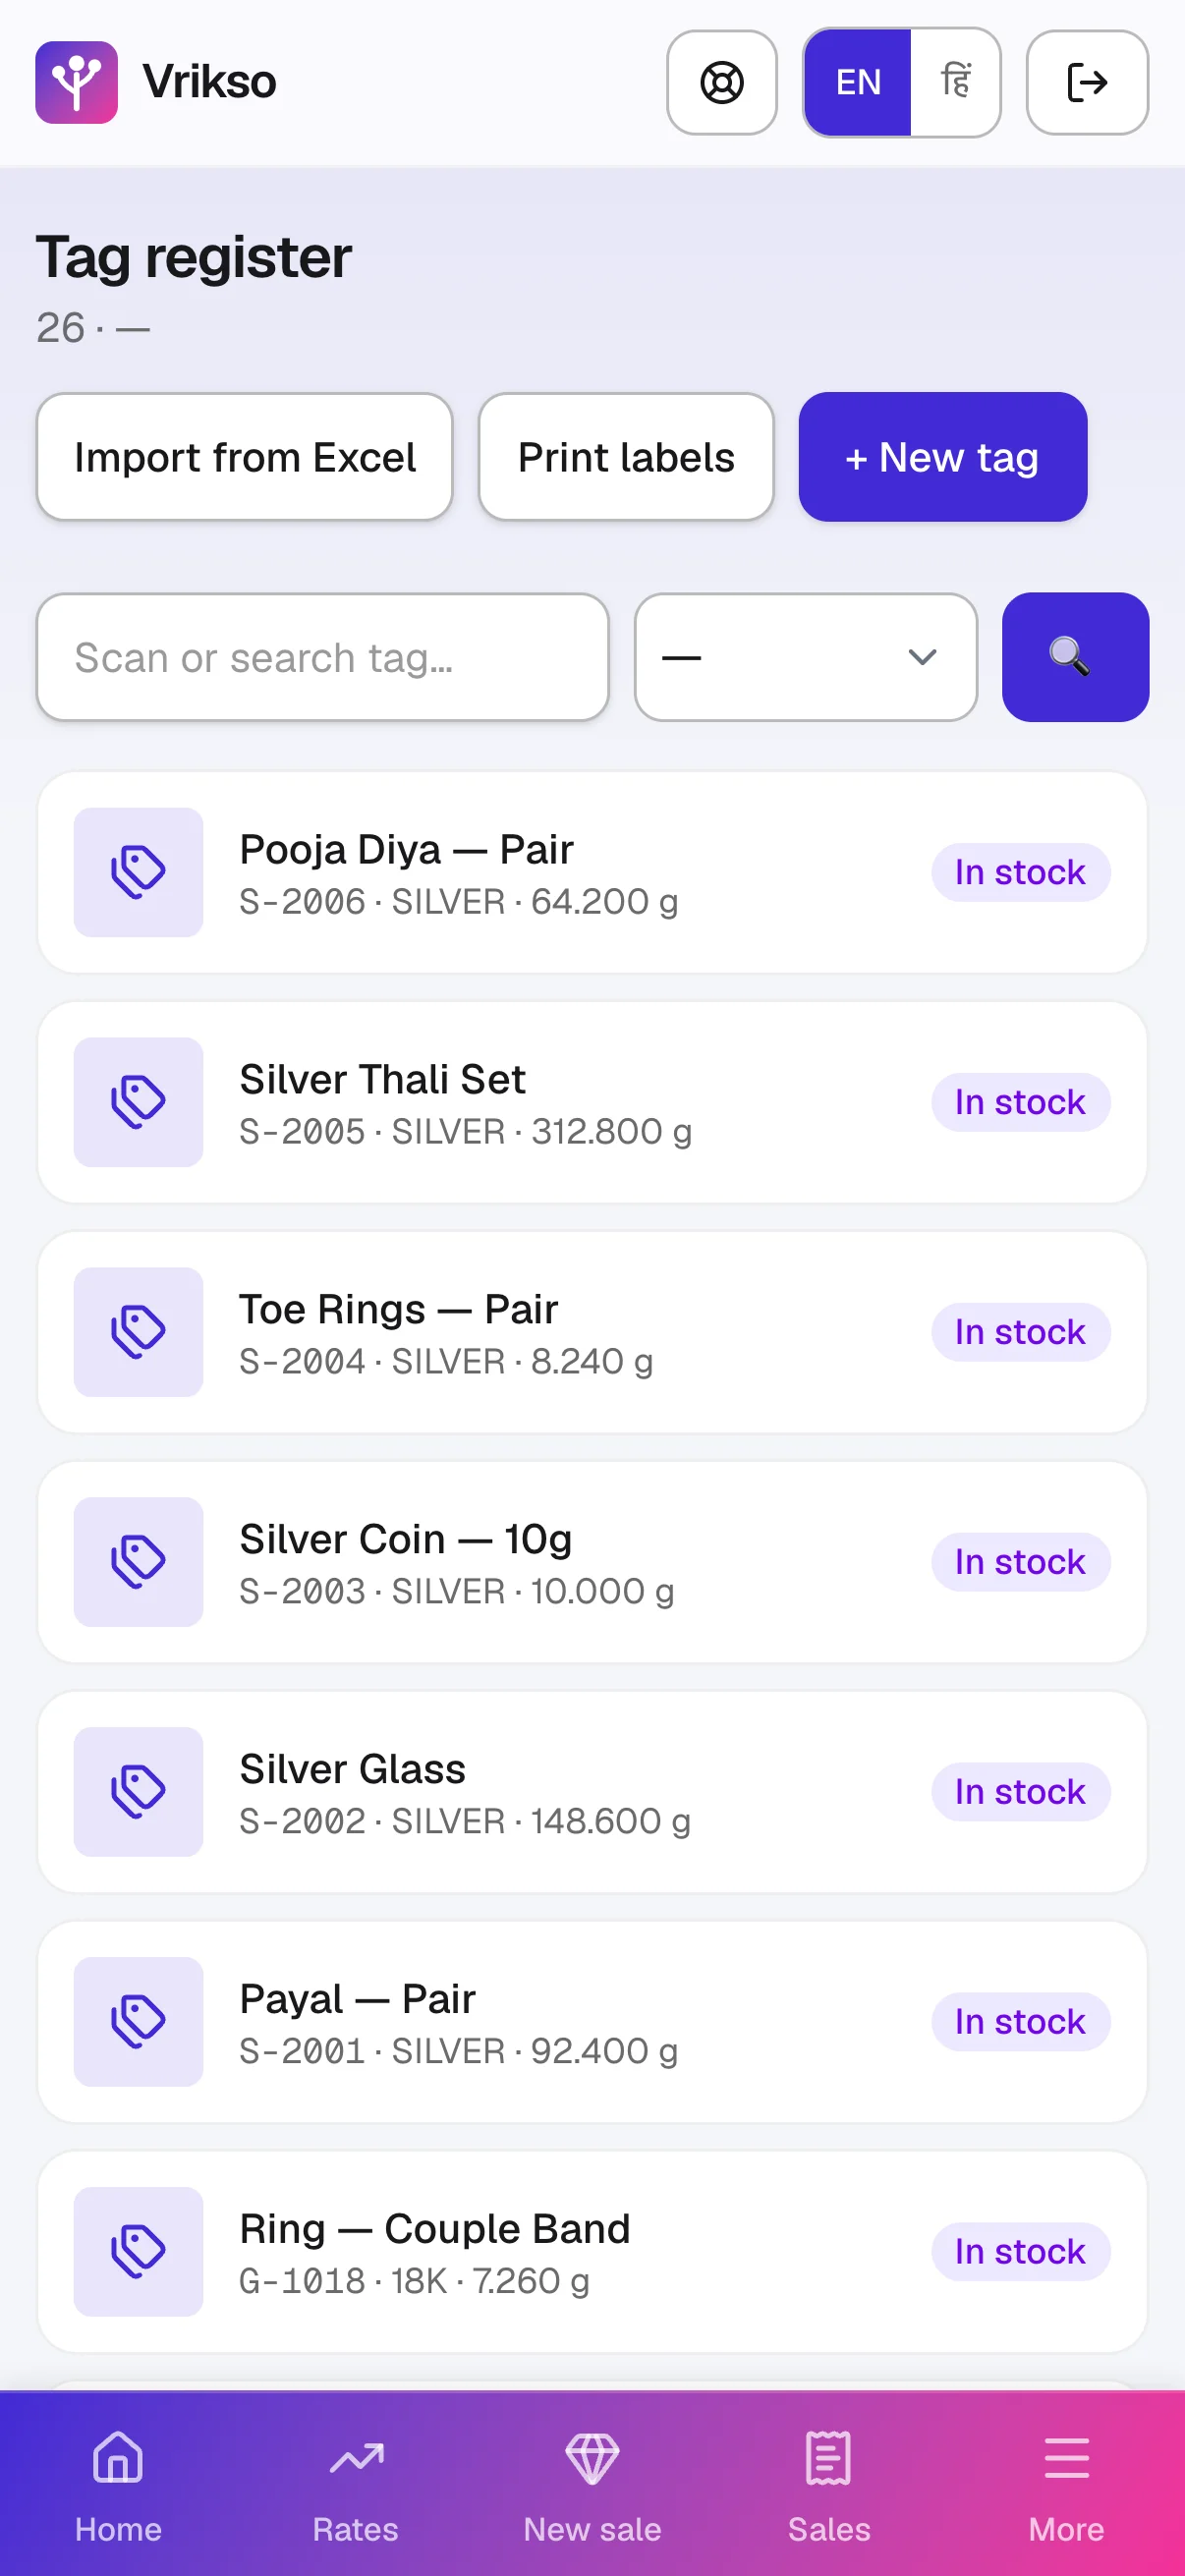 Vrikso
EN
हिं
Tag register
26 · —
Import from Excel
Print labels
+ New tag
Scan or search tag…
—
Pooja Diya — Pair
S-2006 · SILVER · 64.200 g
In stock
Silver Thali Set
S-2005 · SILVER · 312.800 g
In stock
Toe Rings — Pair
S-2004 · SILVER · 8.240 g
In stock
Silver Coin — 10g
S-2003 · SILVER · 10.000 g
In stock
Silver Glass
S-2002 · SILVER · 148.600 g
In stock
Payal — Pair
S-2001 · SILVER · 92.400 g
In stock
Ring — Couple Band
G-1018 · 18K · 7.260 g
In stock
Home
Rates
New sale
Sales
More